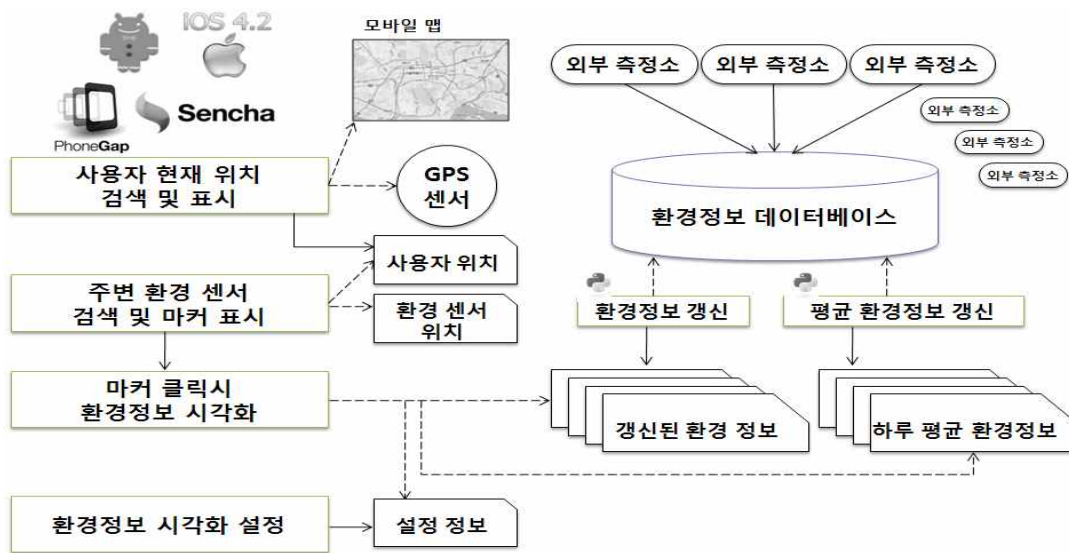 IOS 4.2
PhoneGap
Sencha
모바일 맵
사용자 현재 위치
검색 및 표시
GPS
센서
사용자 위치
주변 환경 센서
검색 및 마커 표시
환경 센서
위치
마커 클릭시
환경정보 시각화
환경정보 시각화 설정
설정 정보
외부 측정소
외부 측정소
외부 측정소
외부 측정소
외부 측정소
외부 측정소
환경정보 데이터베이스
환경정보 갱신
평균 환경정보 갱신
갱신된 환경 정보
하루 평균 환경정보